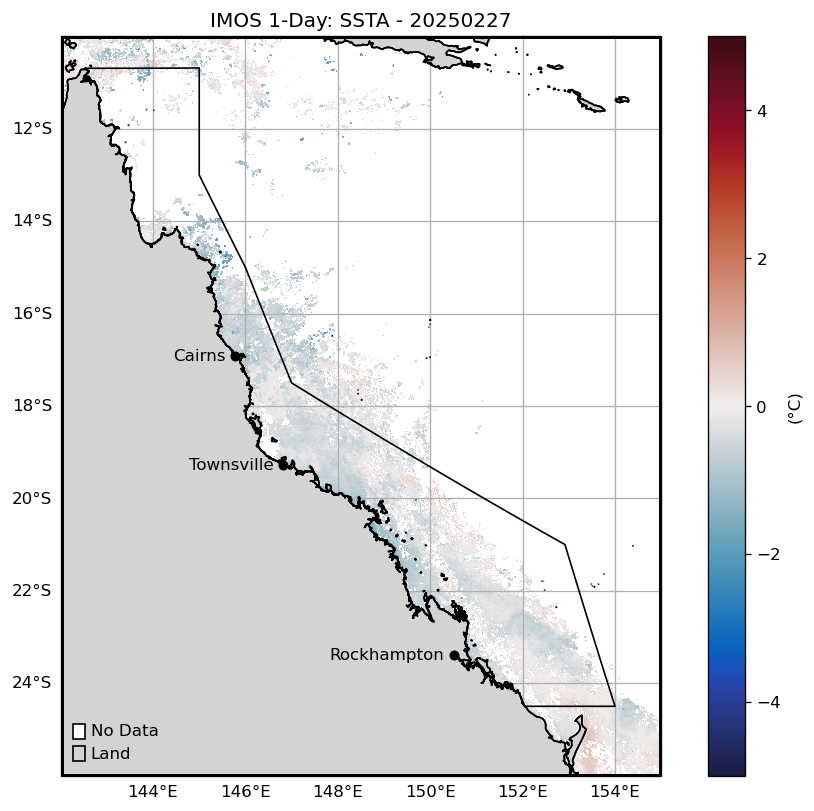 IMOS 1-Day: SSTA - 20250227
12°S
14°S
16°S
18°S
20°S
22°S
24°S
Cairns
Townsville
Rockhampton
No Data
Land
144°E 146°E 148°E 150°E 152°E 154°E
4
2
0
−2
−4
(°C)